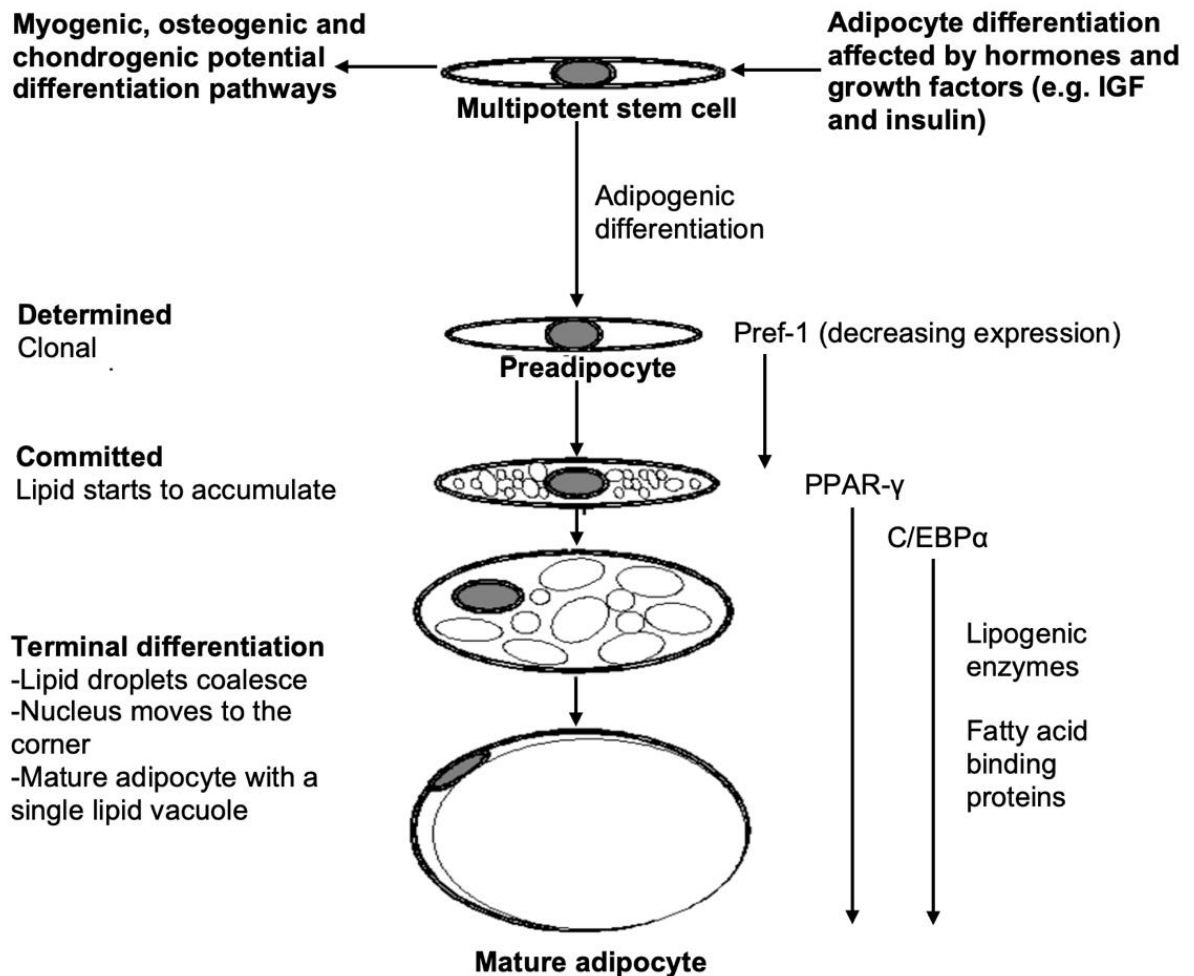 Myogenic, osteogenic and
chondrogenic potential
differentiation pathways
Adipocyte differentiation
affected by hormones and
growth factors (e.g. IGF
and insulin)
Multipotent stem cell
Adipogenic
differentiation
Determined
Clonal
Pref-1 (decreasing expression)
Preadipocyte
Committed
Lipid starts to accumulate
PPAR-γ
C/EBPα
Terminal differentiation
-Lipid droplets coalesce
-Nucleus moves to the
corner
-Mature adipocyte with a
single lipid vacuole
Lipogenic
enzymes
Fatty acid
binding
proteins
Mature adipocyte